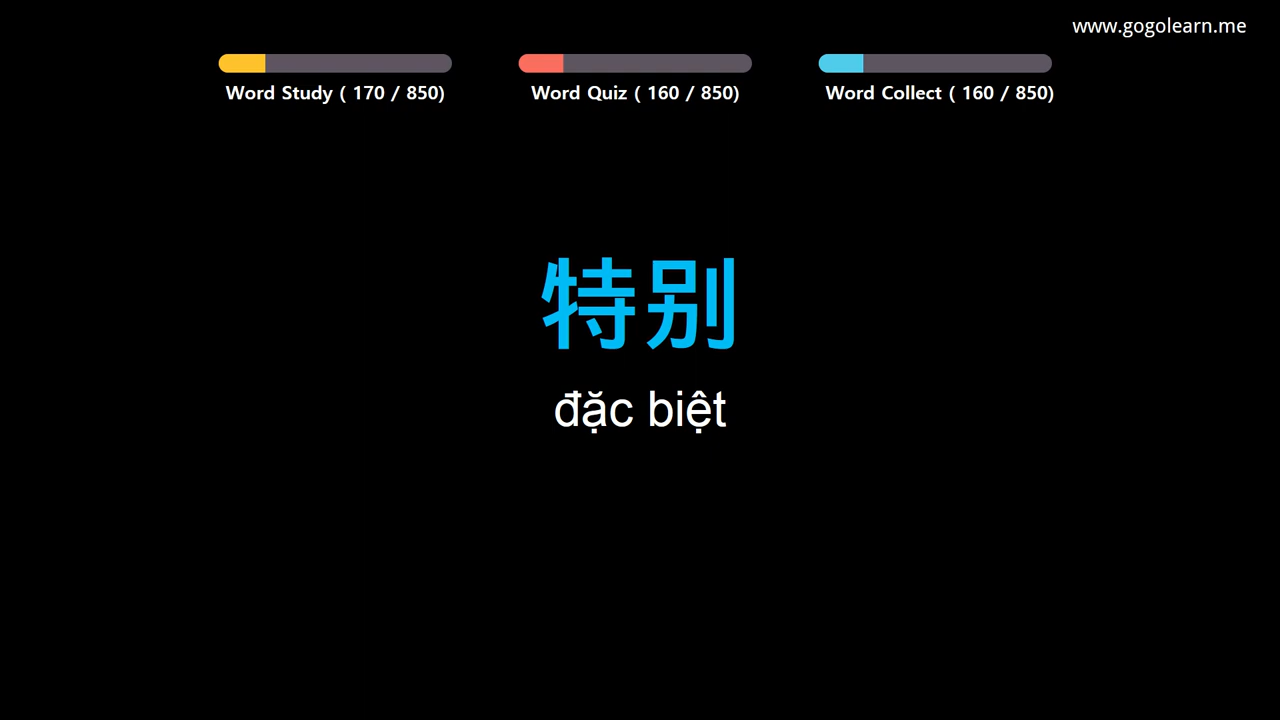 www.gogolearn.me
Word Study ( 170 / 850)
Word Quiz ( 160 / 850)
Word Collect ( 160 / 850)
特别
đặc biệt